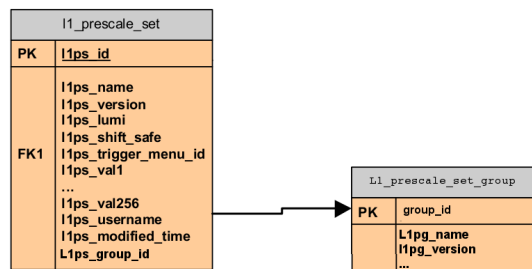 l1_prescale_set
PK l1ps_id
l1ps_name
l1ps_version
l1ps_lumi
l1ps_shift_safe
FK1 l1ps_trigger_menu_id
l1ps_val1
...
l1ps_val256
l1ps_username
l1ps_modified_time
L1ps_group_id
L1_prescale_set_group
PK group_id
L1pg_name
l1pg_version
...